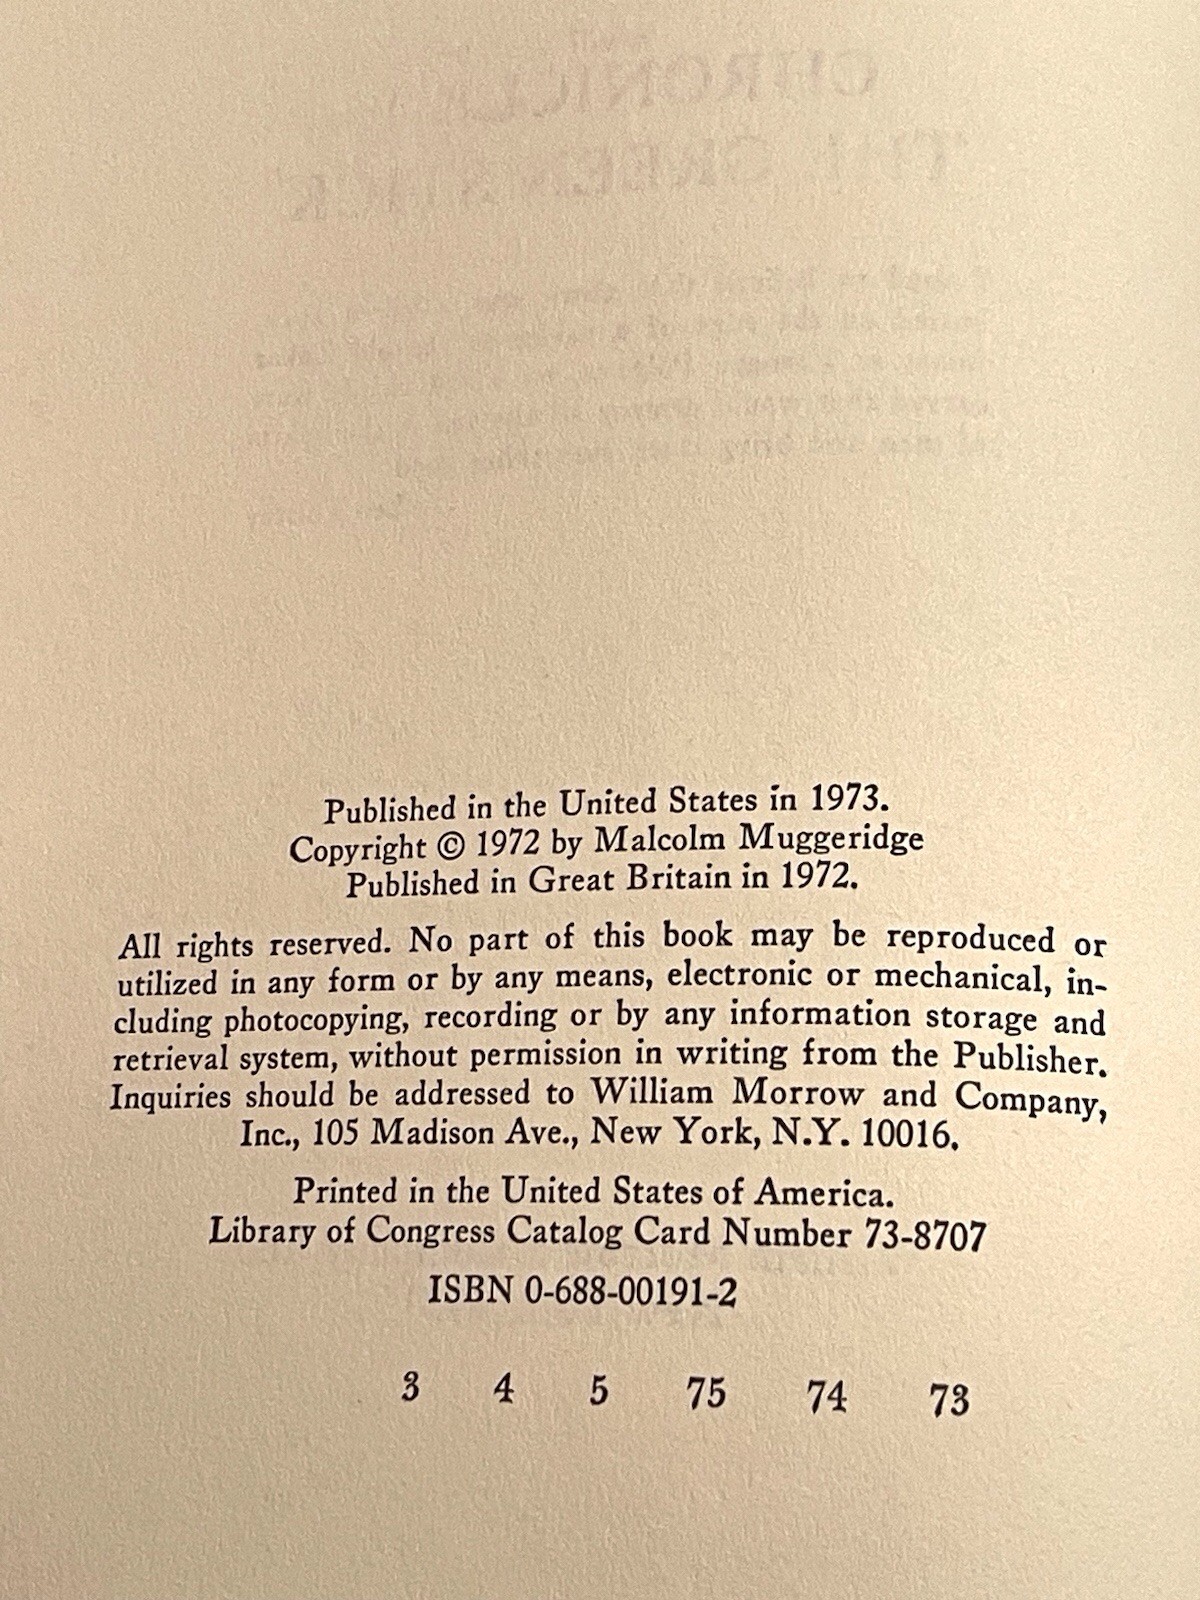 Published in the United States in 1973.
Copyright © 1972 by Malcolm Muggeridge
Published in Great Britain in 1972.
All rights reserved. No part of this book may be reproduced or
utilized in any form or by any means, electronic or mechanical, in-
cluding photocopying, recording or by any information storage and
retrieval system, without permission in writing from the Publisher.
Inquiries should be addressed to William Morrow and Company,
Inc., 105 Madison Ave., New York, N.Y. 10016.
Printed in the United States of America.
Library of Congress Catalog Card Number 73-8707
ISBN 0-688-00191-2
3 4 5 75 74 73